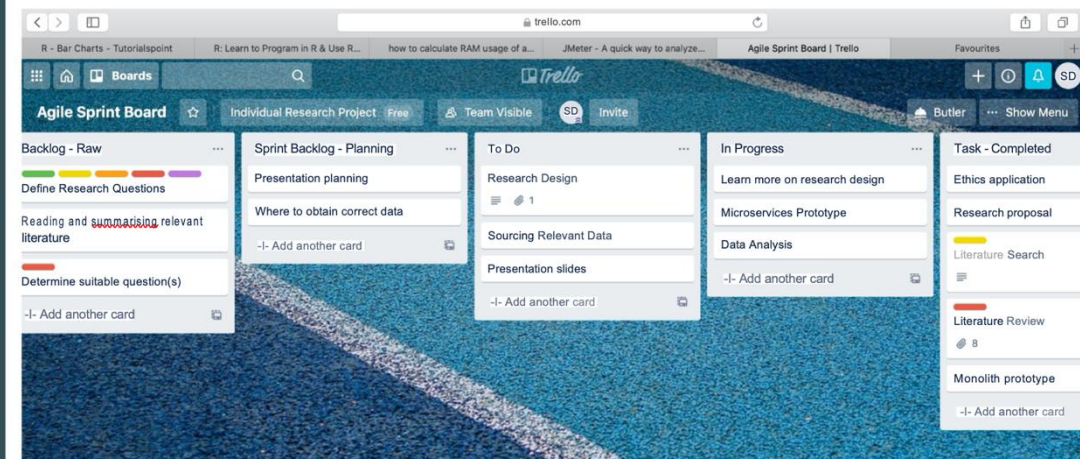 trello.com
R - Bar Charts - Tutorialspoint
R: Learn to Program in R & Use R...
how to calculate RAM usage of a...
JMeter - A quick way to analyze...
Agile Sprint Board | Trello
Favourites
Boards
Trello
SD
Agile Sprint Board
Individual Research Project Free
Team Visible
SD
Invite
Butler
... Show Menu
Backlog - Raw
Define Research Questions
Reading and summarising relevant
literature
Determine suitable question(s)
-I- Add another card
Sprint Backlog - Planning
Presentation planning
Where to obtain correct data
-I- Add another card
To Do
Research Design
1
Sourcing Relevant Data
Presentation slides
-I- Add another card
In Progress
Learn more on research design
Microservices Prototype
Data Analysis
-I- Add another card
Task - Completed
Ethics application
Research proposal
Literature Search
Literature Review
8
Monolith prototype
-I- Add another card